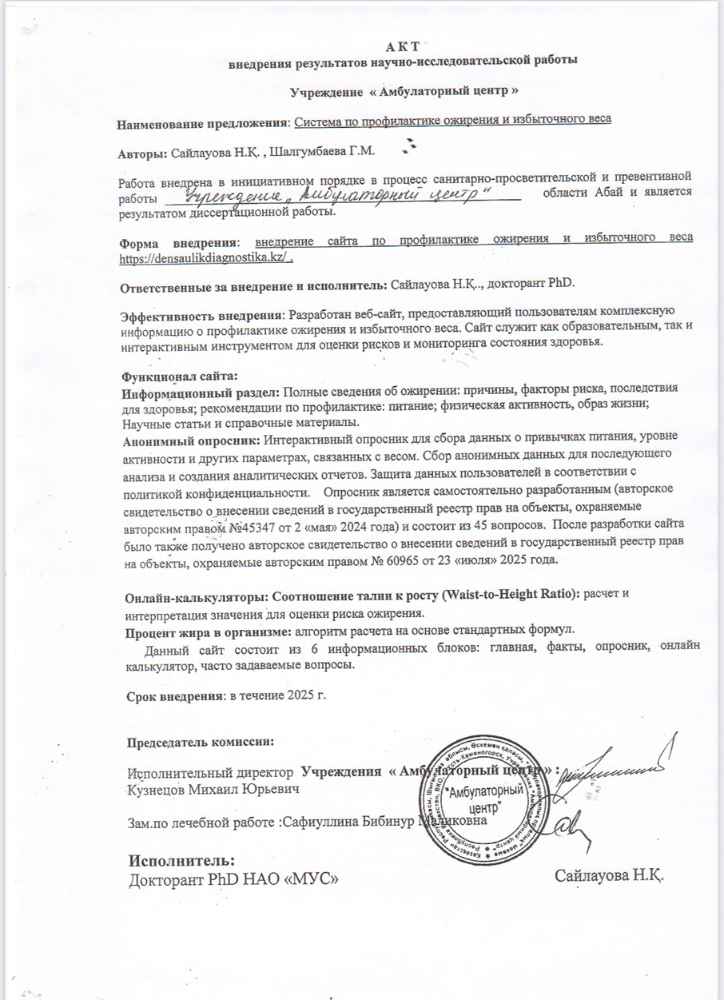 А К Т
внедрения результатов научно-исследовательской работы
Учреждение « Амбулаторный центр »
Наименование предложения: Система по профилактике ожирения и избыточного веса
Авторы: Сайлауова Н.Қ. , Шалгумбаева Г.М.
Работа внедрена в инициативном порядке в процесс санитарно-просветительской и превентивной
работы Учреждение „Амбулаторный центр“ области Абай и является
результатом диссертационной работы.
Форма внедрения: внедрение сайта по профилактике ожирения и избыточного веса
https://densaulikdiagnostika.kz/ .
Ответственные за внедрение и исполнитель: Сайлауова Н.Қ.., докторант PhD.
Эффективность внедрения: Разработан веб-сайт, предоставляющий пользователям комплексную
информацию о профилактике ожирения и избыточного веса. Сайт служит как образовательным, так и
интерактивным инструментом для оценки рисков и мониторинга состояния здоровья.
Функционал сайта:
Информационный раздел: Полные сведения об ожирении: причины, факторы риска, последствия
для здоровья; рекомендации по профилактике: питание; физическая активность, образ жизни;
Научные статьи и справочные материалы.
Анонимный опросник: Интерактивный опросник для сбора данных о привычках питания, уровне
активности и других параметрах, связанных с весом. Сбор анонимных данных для последующего
анализа и создания аналитических отчетов. Защита данных пользователей в соответствии с
политикой конфиденциальности. Опросник является самостоятельно разработанным (авторское
свидетельство о внесении сведений в государственный реестр прав на объекты, охраняемые
авторским правом №45347 от 2 «мая» 2024 года) и состоит из 45 вопросов. После разработки сайта
было также получено авторское свидетельство о внесении сведений в государственный реестр прав
на объекты, охраняемые авторским правом № 60965 от 23 «июля» 2025 года.
Онлайн-калькуляторы: Соотношение талии к росту (Waist-to-Height Ratio): расчет и
интерпретация значения для оценки риска ожирения.
Процент жира в организме: алгоритм расчета на основе стандартных формул.
Данный сайт состоит из 6 информационных блоков: главная, факты, опросник, онлайн
калькулятор, часто задаваемые вопросы.
Срок внедрения: в течение 2025 г.
Председатель комиссии:
Исполнительный директор Учреждения « Амбулаторный центр» :
Кузнецов Михаил Юрьевич
"Амбулаторный
центр"
Зам.по лечебной работе :Сафиуллина Бибинур Маликовна
Исполнитель:
Докторант PhD НАО «МУС» Сайлауова Н.Қ.